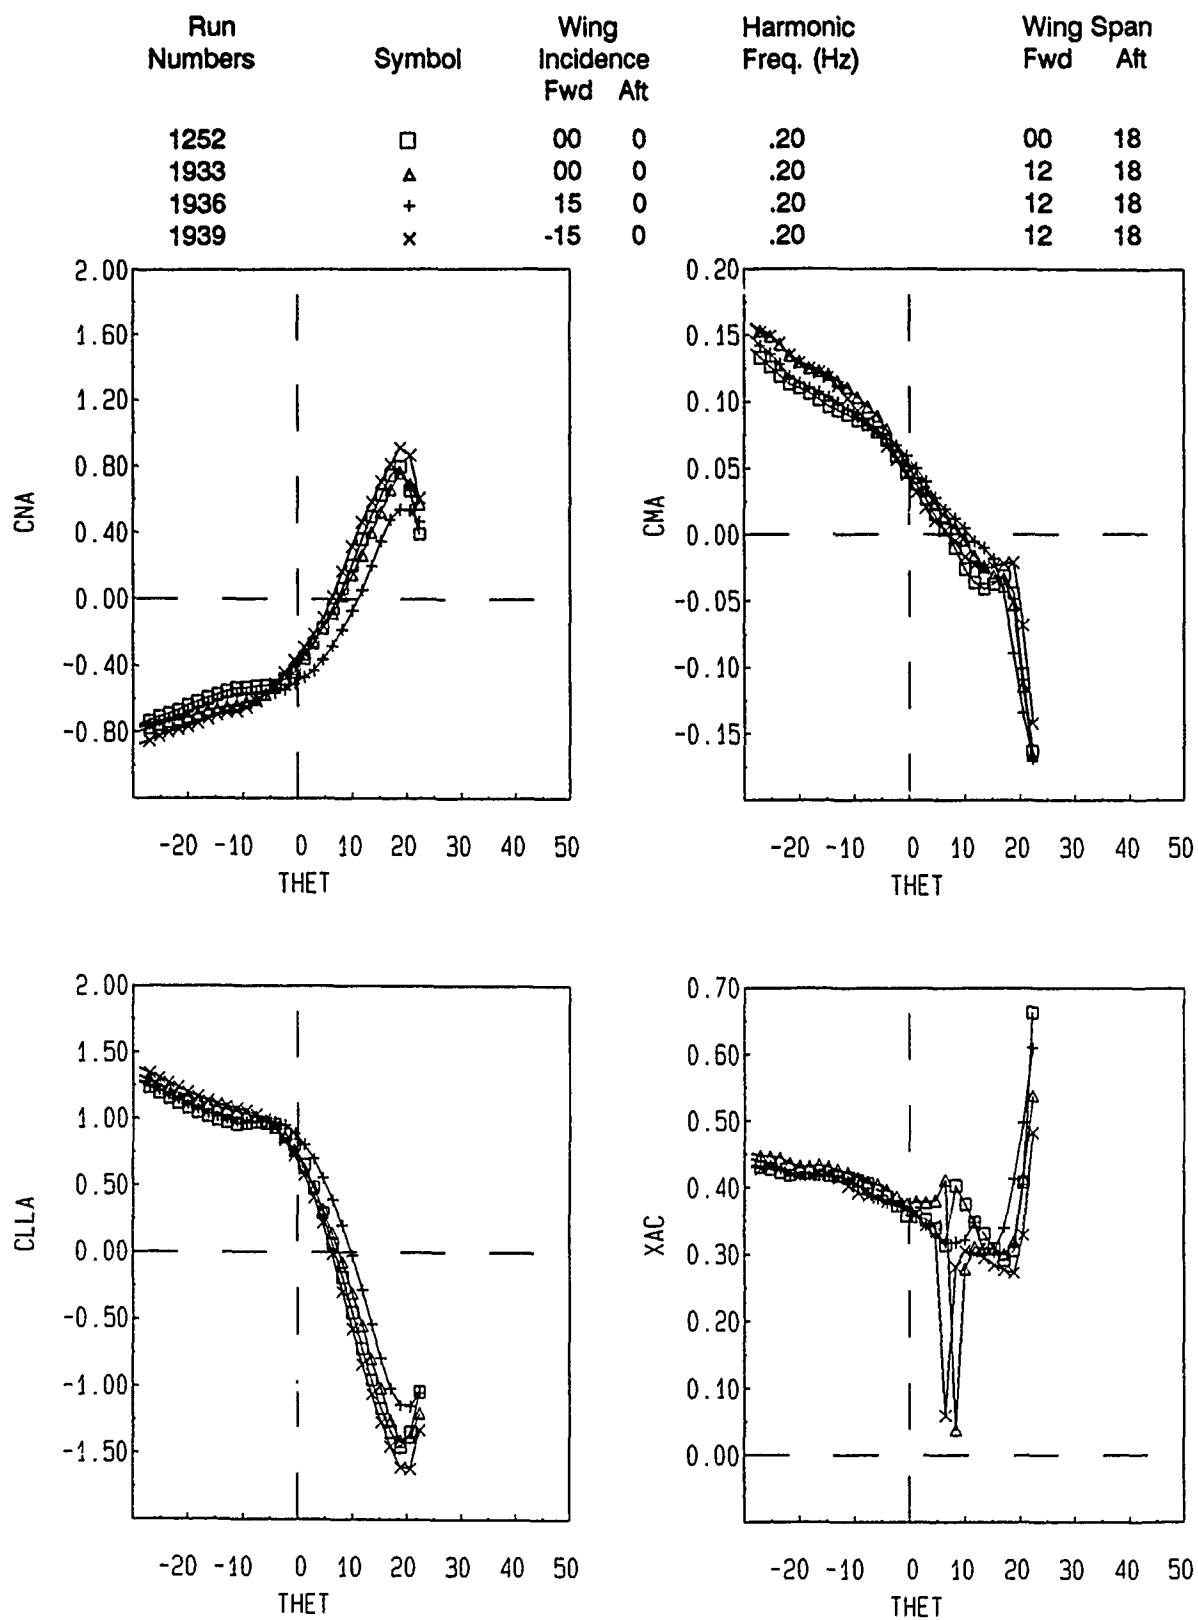 Run Wing Harmonic Wing Span
Numbers Symbol Incidence Freq. (Hz) Fwd Aft
Fwd Aft
1252 00 0 .20 00 18
1933 00 0 .20 12 18
1936 15 0 .20 12 18
1939 -15 0 .20 12 18
2.00
1.60
1.20
0.80
0.40
0.00
-0.40
-0.80
CNA
-20 -10 0 10 20 30 40 50
THET
0.20
0.15
0.10
0.05
0.00
-0.05
-0.10
-0.15
CMA
-20 -10 0 10 20 30 40 50
THET
2.00
1.50
1.00
0.50
0.00
-0.50
-1.00
-1.50
CLLA
-20 -10 0 10 20 30 40 50
THET
0.70
0.60
0.50
0.40
0.30
0.20
0.10
0.00
XAC
-20 -10 0 10 20 30 40 50
THET